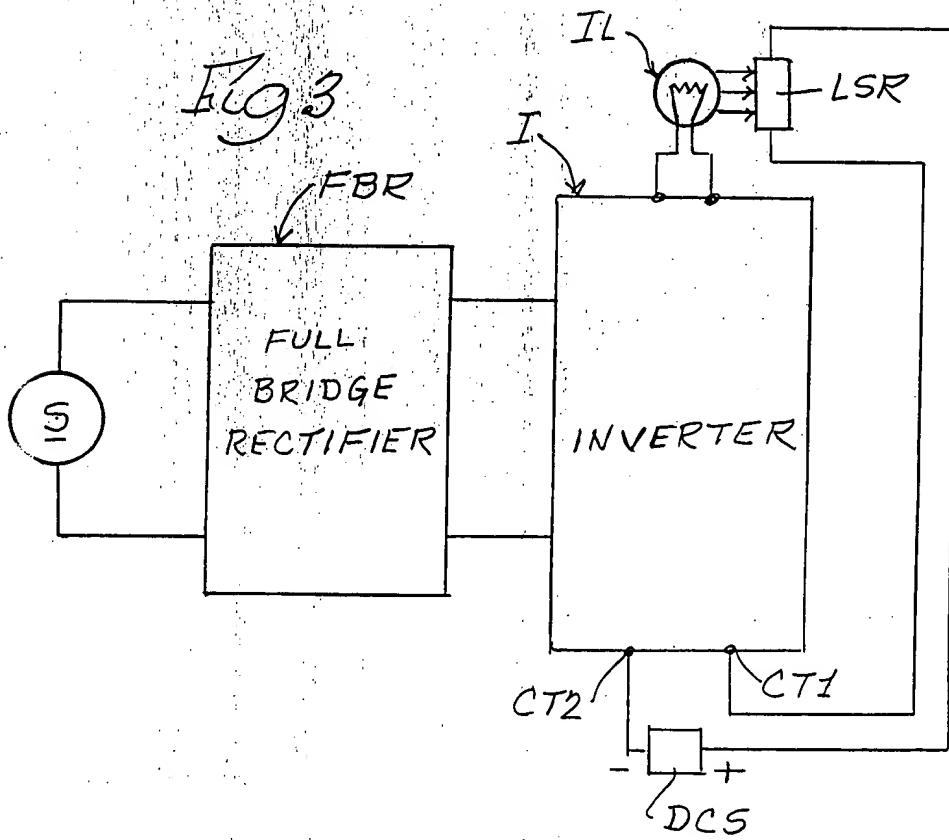 Fig 3
IL
LSR
I
FBR
FULL
BRIDGE
RECTIFIER
S
INVERTER
CT2
CT1
- +
DCS